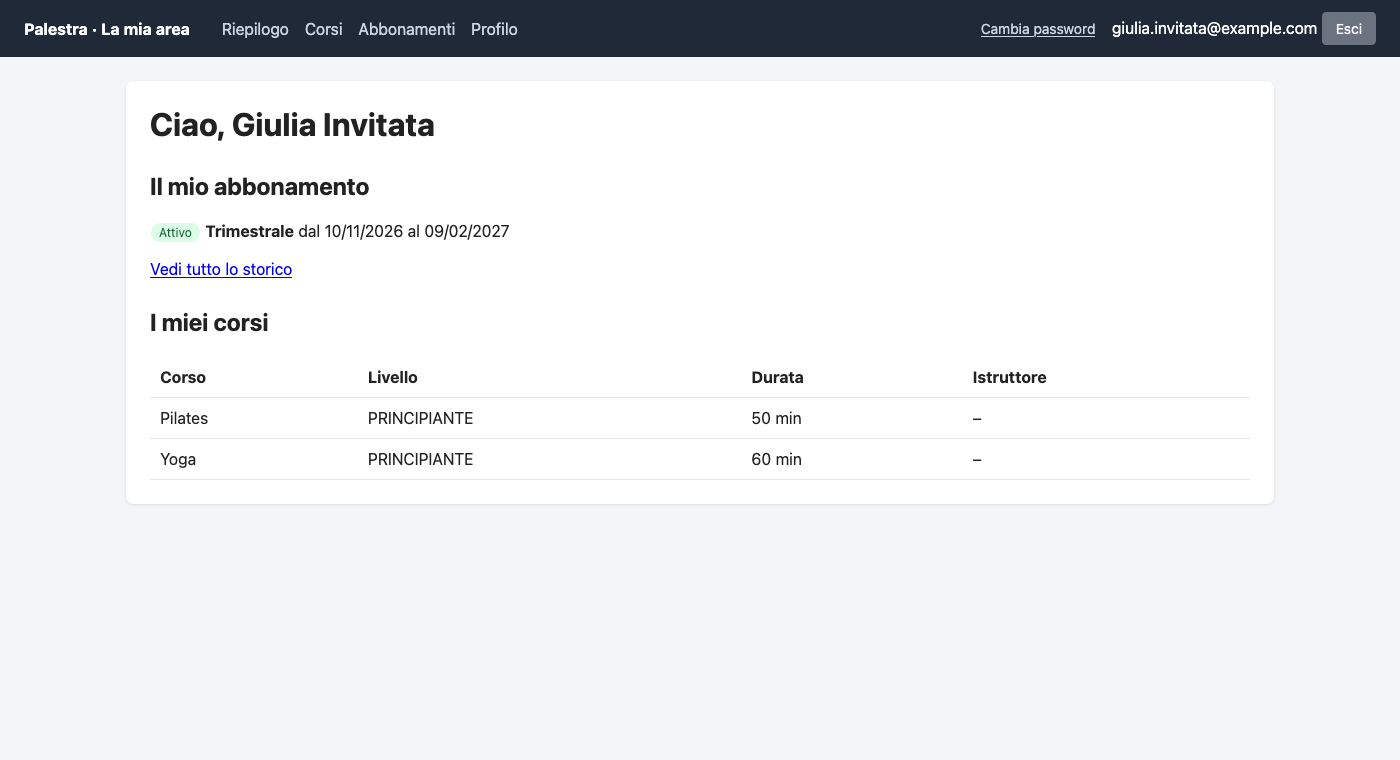 Palestra · La mia area Riepilogo Corsi Abbonamenti Profilo Cambia password giulia.invitata@example.com Esci
Ciao, Giulia Invitata
Il mio abbonamento
Attivo Trimestrale dal 10/11/2026 al 09/02/2027
Vedi tutto lo storico
I miei corsi
Corso Livello Durata Istruttore
Pilates PRINCIPIANTE 50 min –
Yoga PRINCIPIANTE 60 min –